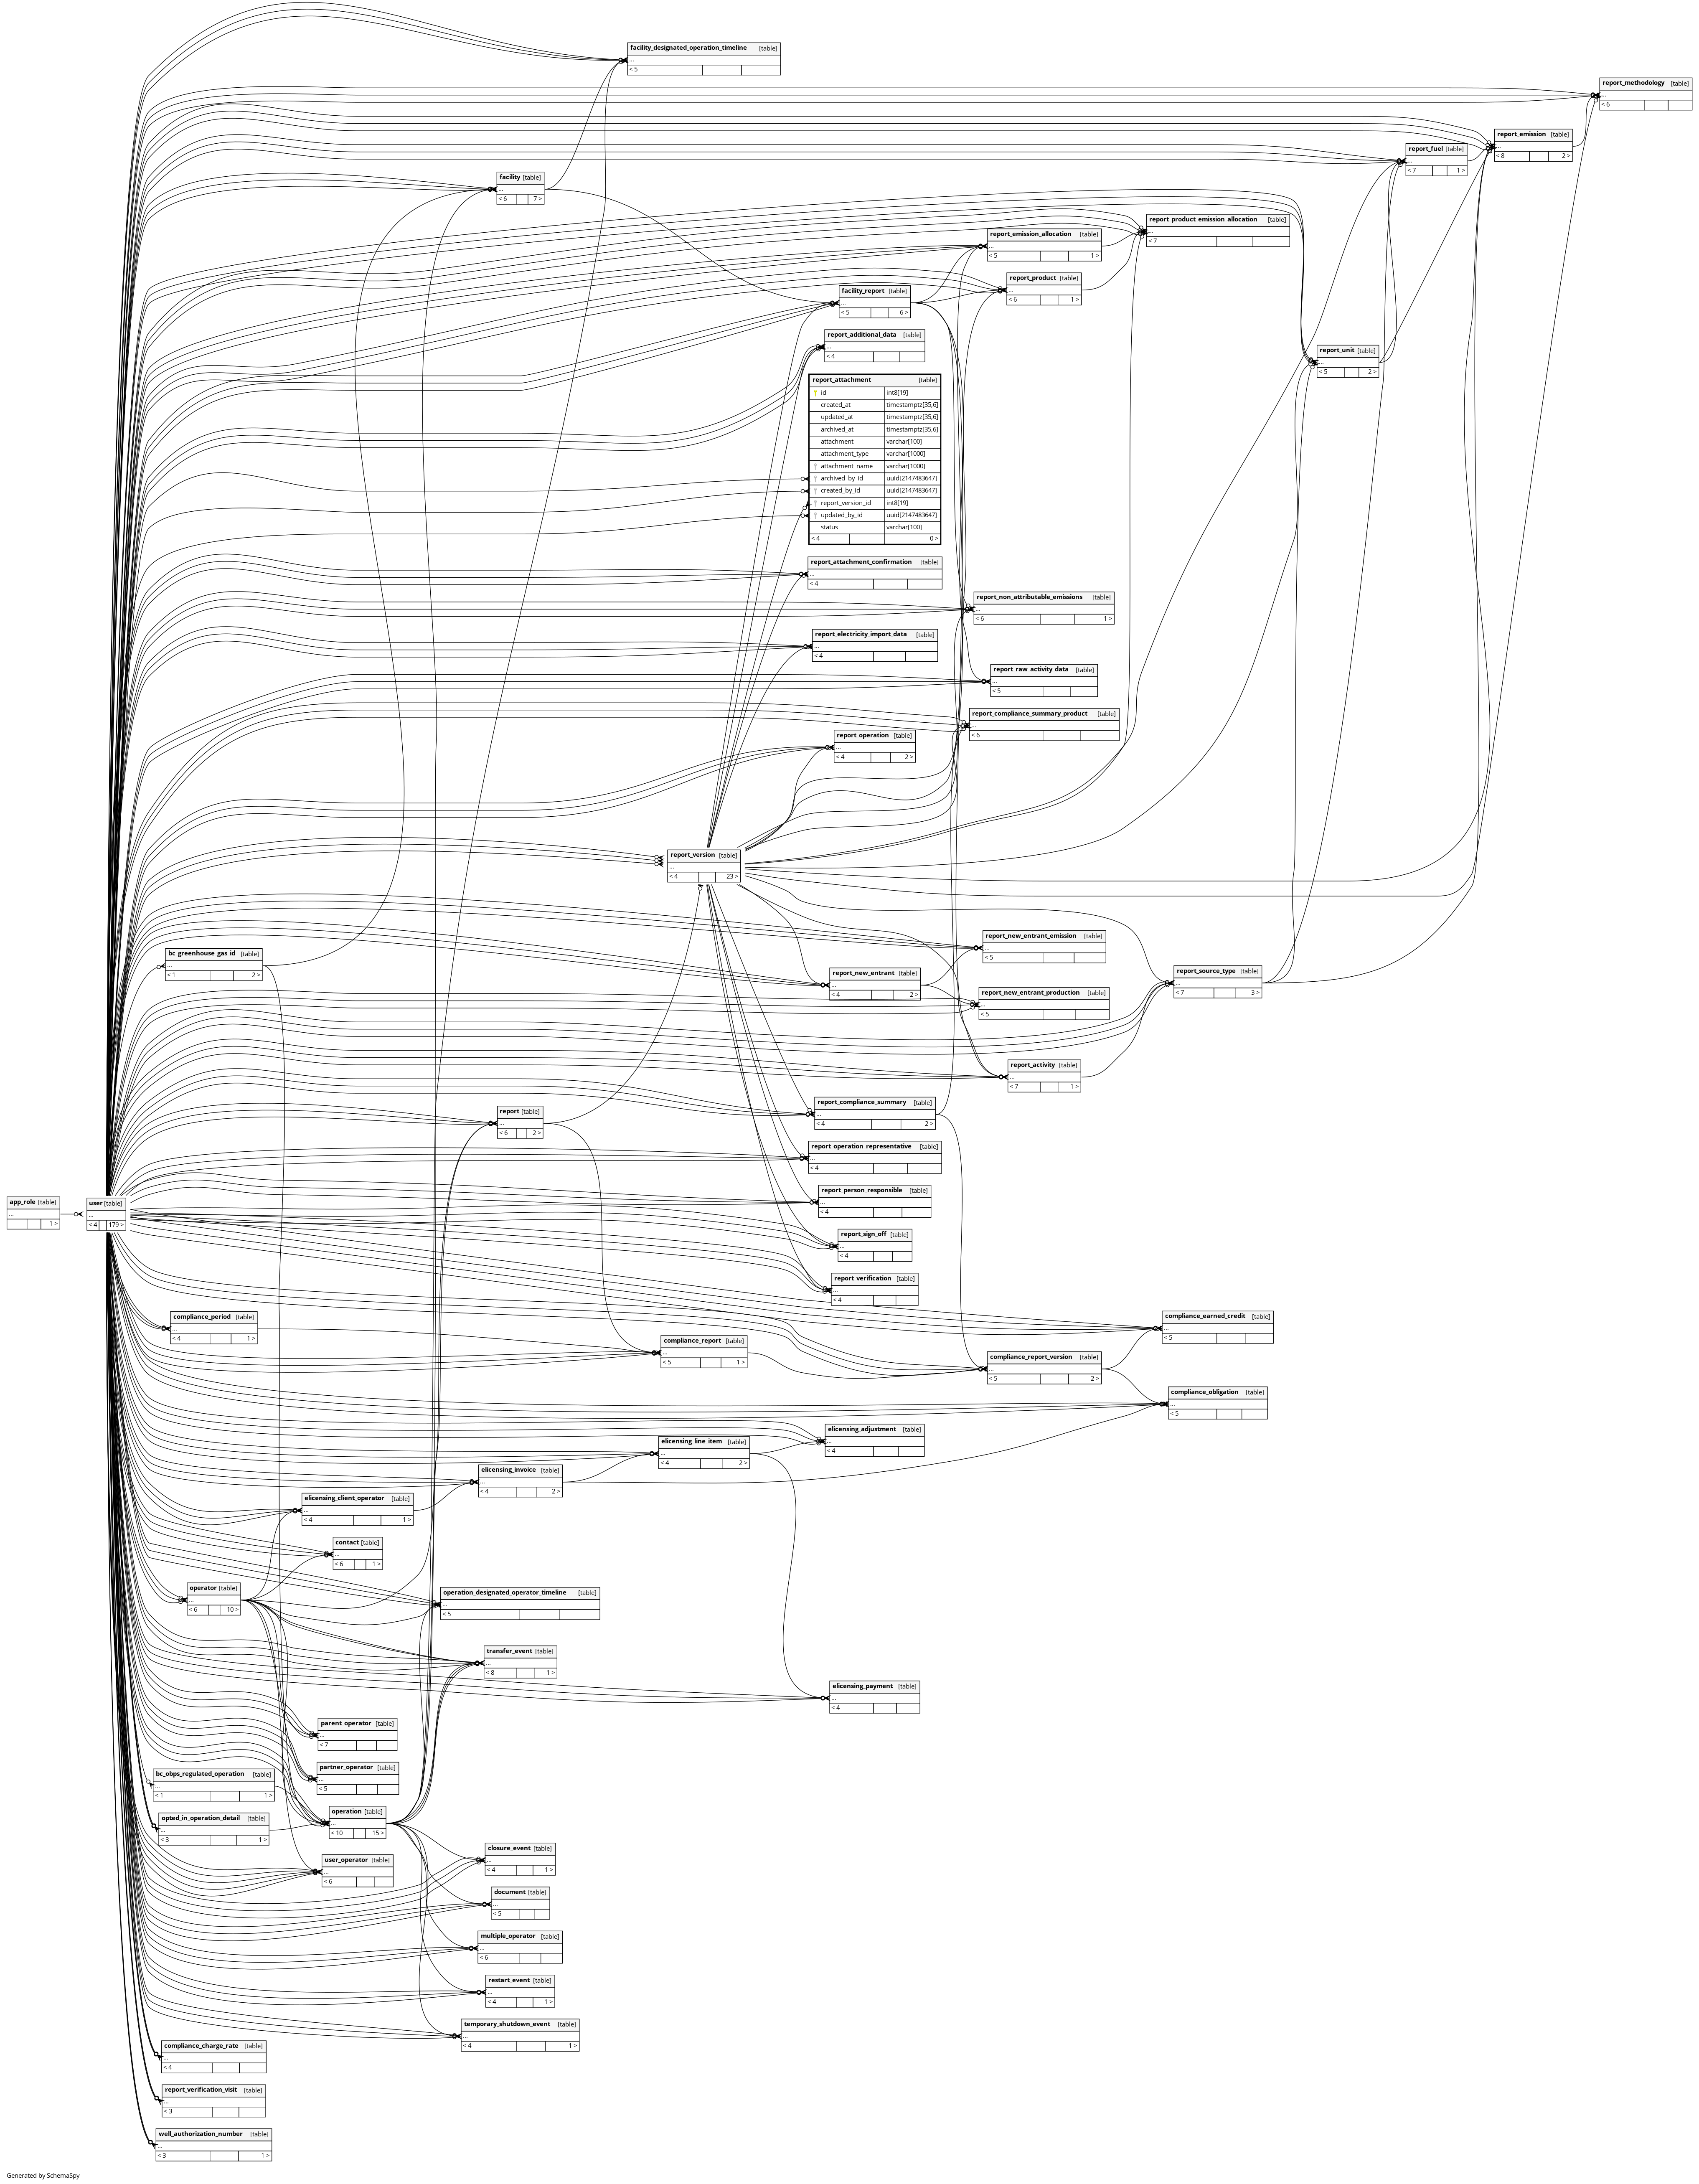 facility_designated_operation_timeline [table]
...
< 5
report_methodology [table]
...
< 6
report_emission [table]
...
< 8 2 >
report_fuel [table]
...
< 7 1 >
facility [table]
...
< 6 7 >
report_product_emission_allocation [table]
...
< 7
report_emission_allocation [table]
...
< 5 1 >
report_product [table]
...
< 6 1 >
facility_report [table]
...
< 5 6 >
report_additional_data [table]
...
< 4
report_unit [table]
...
< 5 2 >
report_attachment [table]
id int8[19]
created_at timestamptz[35,6]
updated_at timestamptz[35,6]
archived_at timestamptz[35,6]
attachment varchar[100]
attachment_type varchar[1000]
attachment_name varchar[1000]
archived_by_id uuid[2147483647]
created_by_id uuid[2147483647]
report_version_id int8[19]
updated_by_id uuid[2147483647]
status varchar[100]
< 4 0 >
report_attachment_confirmation [table]
...
< 4
report_non_attributable_emissions [table]
...
< 6 1 >
report_electricity_import_data [table]
...
< 4
report_raw_activity_data [table]
...
< 5
report_compliance_summary_product [table]
...
< 6
report_operation [table]
...
< 4 2 >
report_version [table]
...
< 4 23 >
report_new_entrant_emission [table]
...
< 5
bc_greenhouse_gas_id [table]
...
< 1 2 >
report_new_entrant [table]
...
< 4 2 >
report_source_type [table]
...
< 7 3 >
report_new_entrant_production [table]
...
< 5
report_activity [table]
...
< 7 1 >
report_compliance_summary [table]
...
< 4 2 >
report [table]
...
< 6 2 >
report_operation_representative [table]
...
< 4
report_person_responsible [table]
...
< 4
app_role [table]
...
1 >
user [table]
...
< 4 179 >
report_sign_off [table]
...
< 4
report_verification [table]
...
< 4
compliance_period [table]
...
< 4 1 >
compliance_earned_credit [table]
...
< 5
compliance_report [table]
...
< 5 1 >
compliance_report_version [table]
...
< 5 2 >
compliance_obligation [table]
...
< 5
elicensing_adjustment [table]
...
< 4
elicensing_line_item [table]
...
< 4 2 >
elicensing_invoice [table]
...
< 4 2 >
elicensing_client_operator [table]
...
< 4 1 >
contact [table]
...
< 6 1 >
operator [table]
...
< 6 10 >
operation_designated_operator_timeline [table]
...
< 5
transfer_event [table]
...
< 8 1 >
elicensing_payment [table]
...
< 4
parent_operator [table]
...
< 7
partner_operator [table]
...
< 5
bc_obps_regulated_operation [table]
...
< 1 1 >
operation [table]
...
< 10 15 >
opted_in_operation_detail [table]
...
< 3 1 >
closure_event [table]
...
< 4 1 >
user_operator [table]
...
< 6
document [table]
...
< 5
multiple_operator [table]
...
< 6
restart_event [table]
...
< 4 1 >
temporary_shutdown_event [table]
...
< 4 1 >
compliance_charge_rate [table]
...
< 4
report_verification_visit [table]
...
< 3
well_authorization_number [table]
...
< 3 1 >
Generated by SchemaSpy